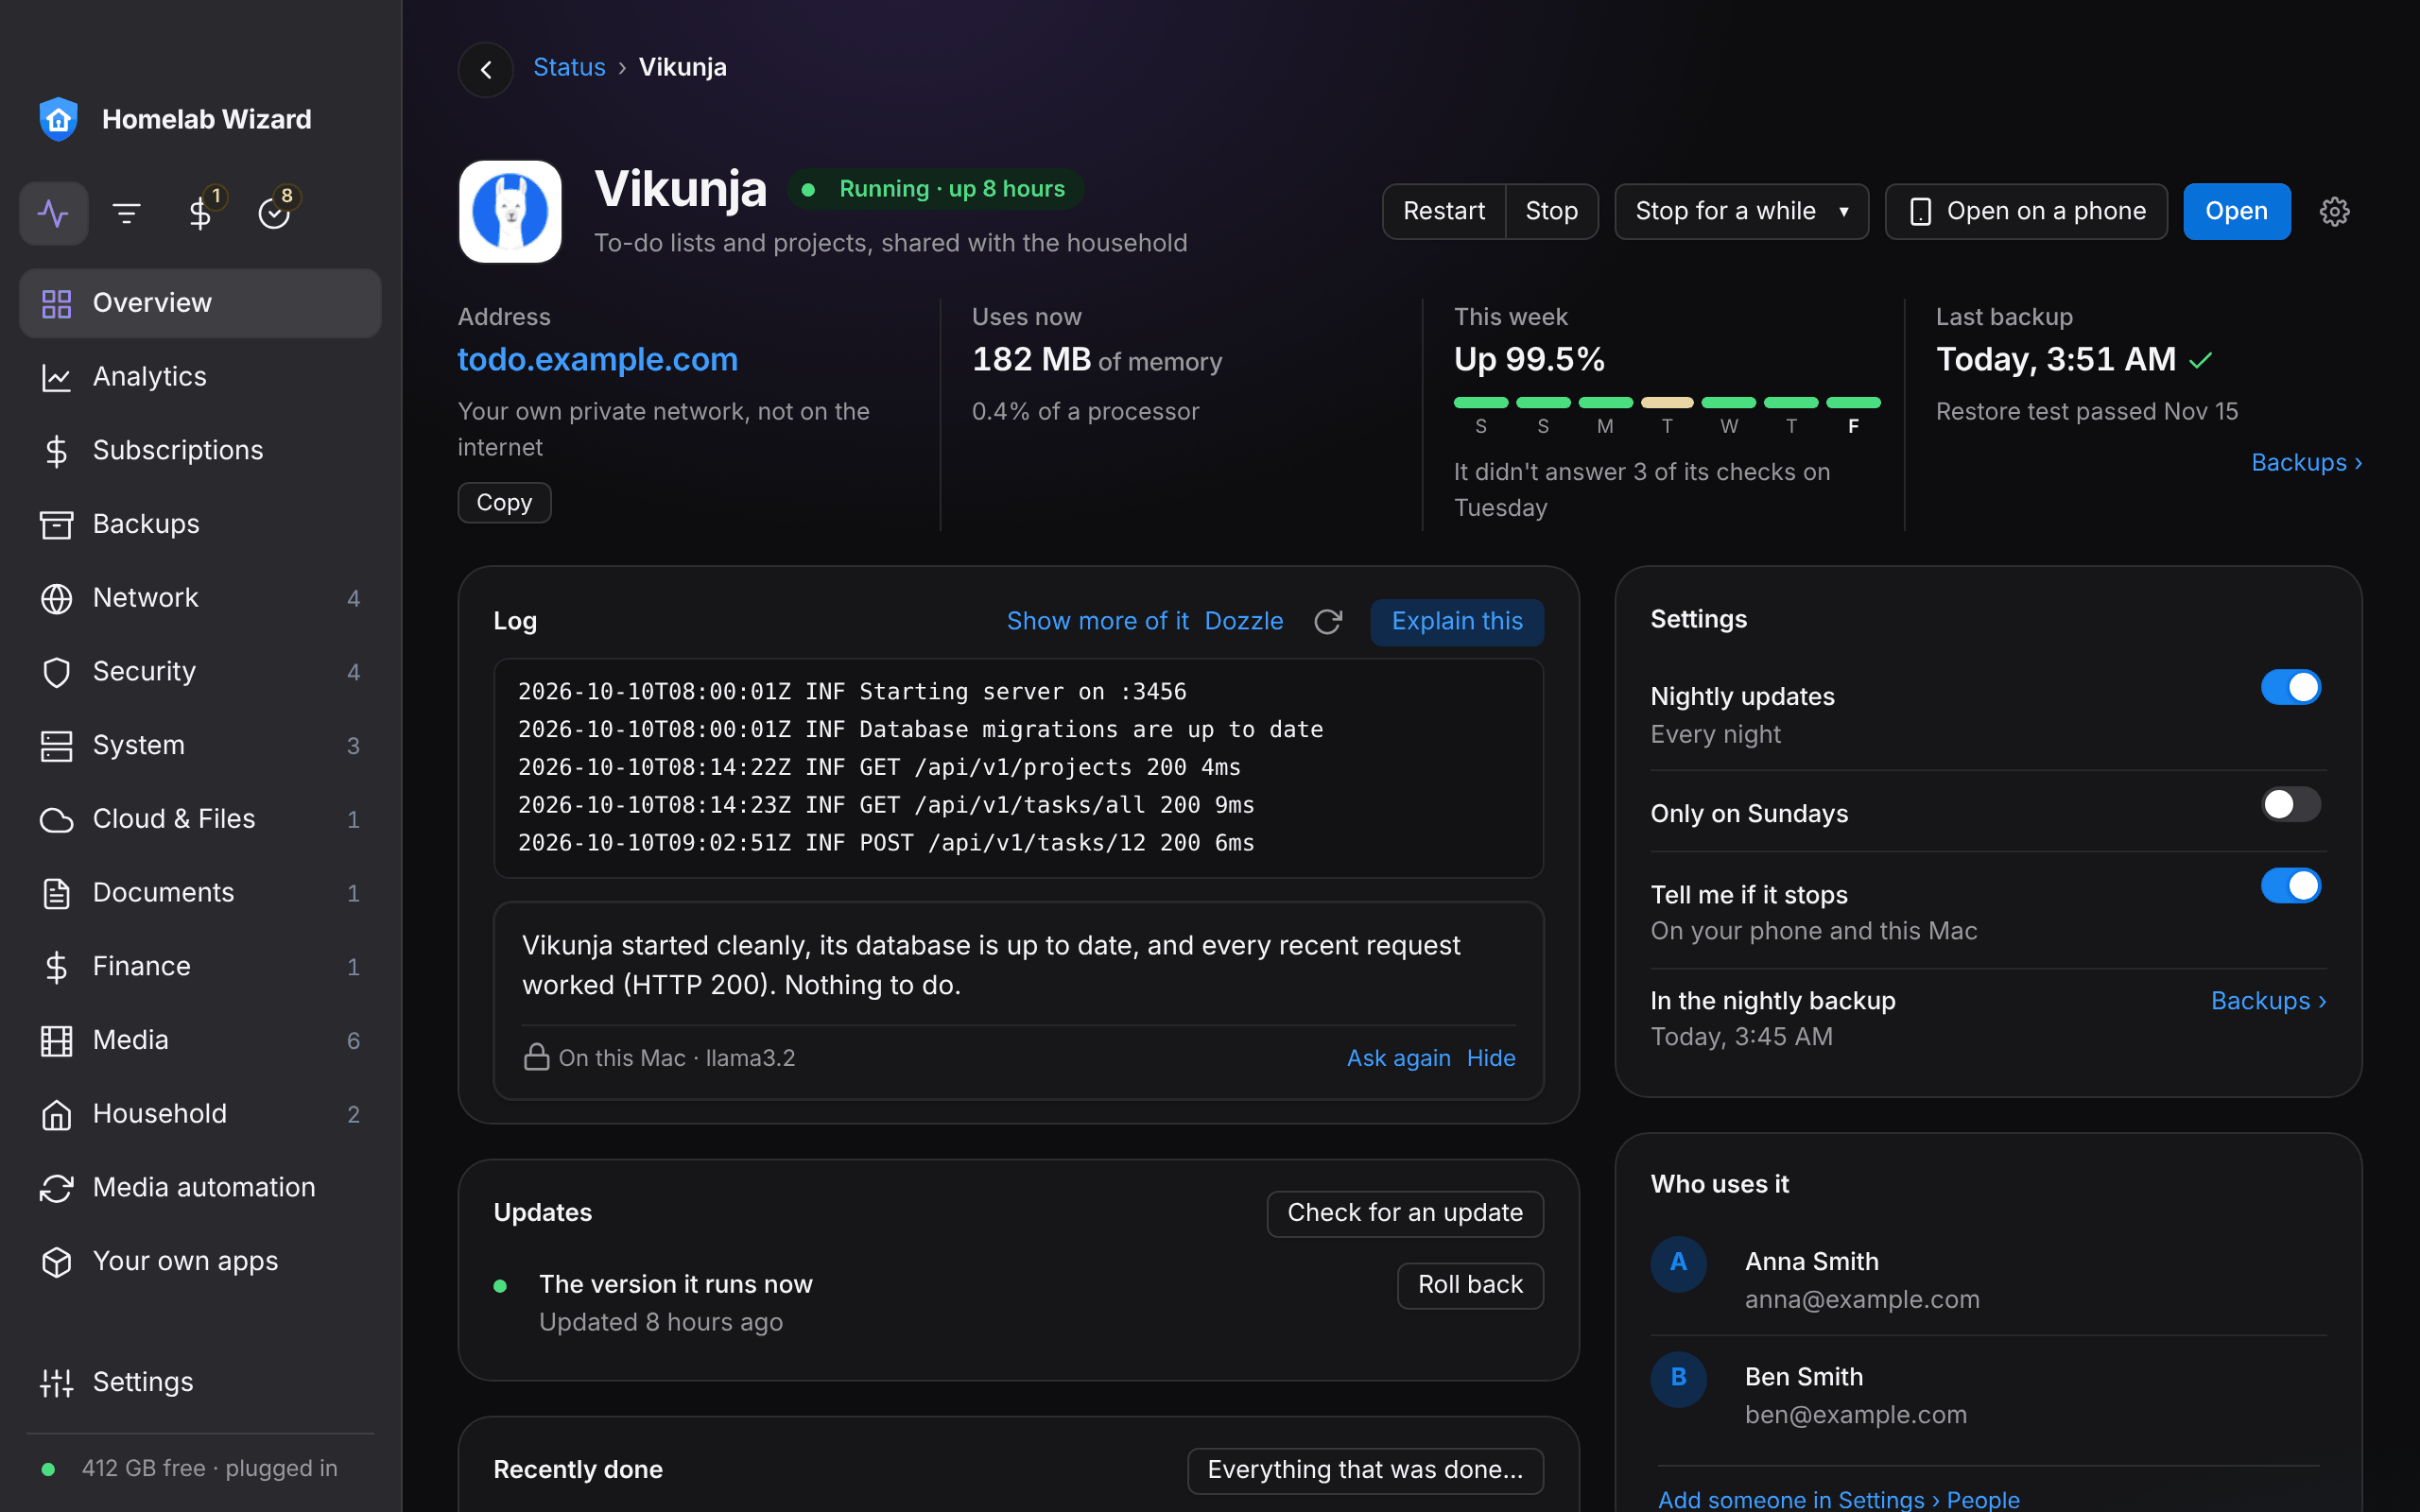 Homelab Wizard
1
8
Overview
Analytics
Subscriptions
Backups
Network 4
Security 4
System 3
Cloud & Files 1
Documents 1
Finance 1
Media 6
Household 2
Media automation
Your own apps
Settings
412 GB free · plugged in
Status › Vikunja
Vikunja
Running · up 8 hours
To-do lists and projects, shared with the household
Restart
Stop
Stop for a while ▾
Open on a phone
Open
Address
todo.example.com
Your own private network, not on the
internet
Copy
Uses now
182 MB of memory
0.4% of a processor
This week
Up 99.5%
S S M T W T F
It didn't answer 3 of its checks on
Tuesday
Last backup
Today, 3:51 AM
Restore test passed Nov 15
Backups ›
Log
Show more of it
Dozzle
Explain this
2026-10-10T08:00:01Z INF Starting server on :3456
2026-10-10T08:00:01Z INF Database migrations are up to date
2026-10-10T08:14:22Z INF GET /api/v1/projects 200 4ms
2026-10-10T08:14:23Z INF GET /api/v1/tasks/all 200 9ms
2026-10-10T09:02:51Z INF POST /api/v1/tasks/12 200 6ms
Vikunja started cleanly, its database is up to date, and every recent request
worked (HTTP 200). Nothing to do.
On this Mac · llama3.2
Ask again
Hide
Updates
Check for an update
The version it runs now
Updated 8 hours ago
Roll back
Recently done
Everything that was done...
Settings
Nightly updates
Every night
Only on Sundays
Tell me if it stops
On your phone and this Mac
In the nightly backup
Today, 3:45 AM
Backups ›
Who uses it
A
Anna Smith
anna@example.com
B
Ben Smith
ben@example.com
Add someone in Settings › People